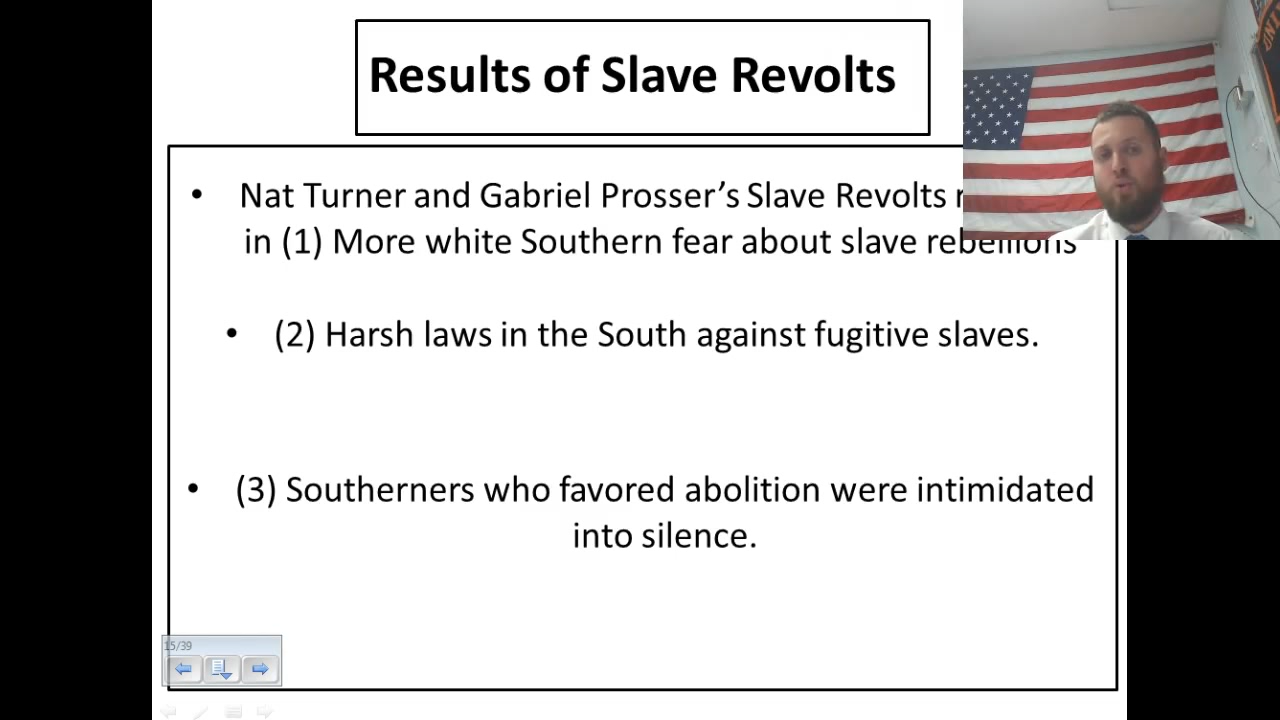 Results of Slave Revolts
• Nat Turner and Gabriel Prosser’s Slave Revolts
in (1) More white Southern fear about slave rebellions
• (2) Harsh laws in the South against fugitive slaves.
• (3) Southerners who favored abolition were intimidated
into silence.
15/39